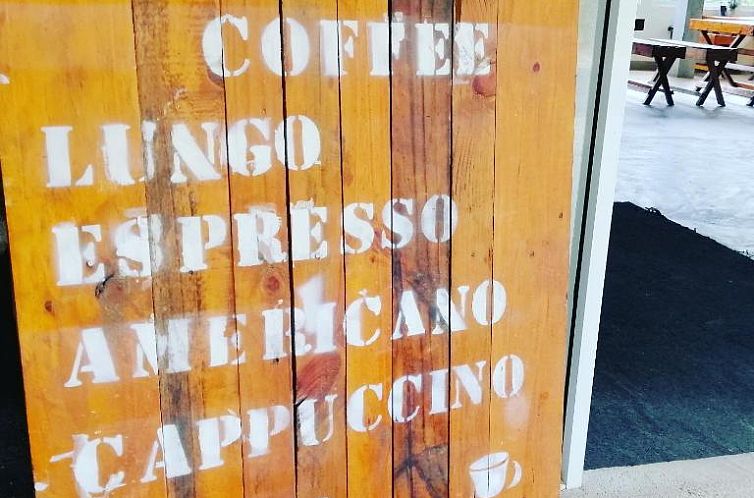 COFFEE
LUNGO
ESPRESSO
AMERICANO
CAPPUCCINO